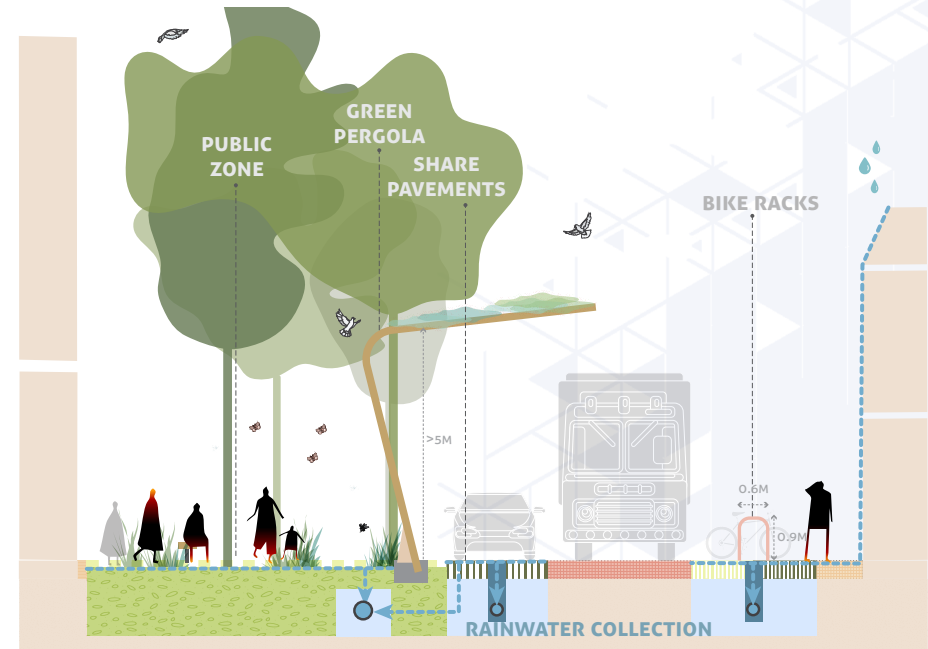 GREEN
PERGOLA
PUBLIC
ZONE
SHARE
PAVEMENTS
BIKE RACKS
>5M
0.6M
0.9M
RAINWATER COLLECTION